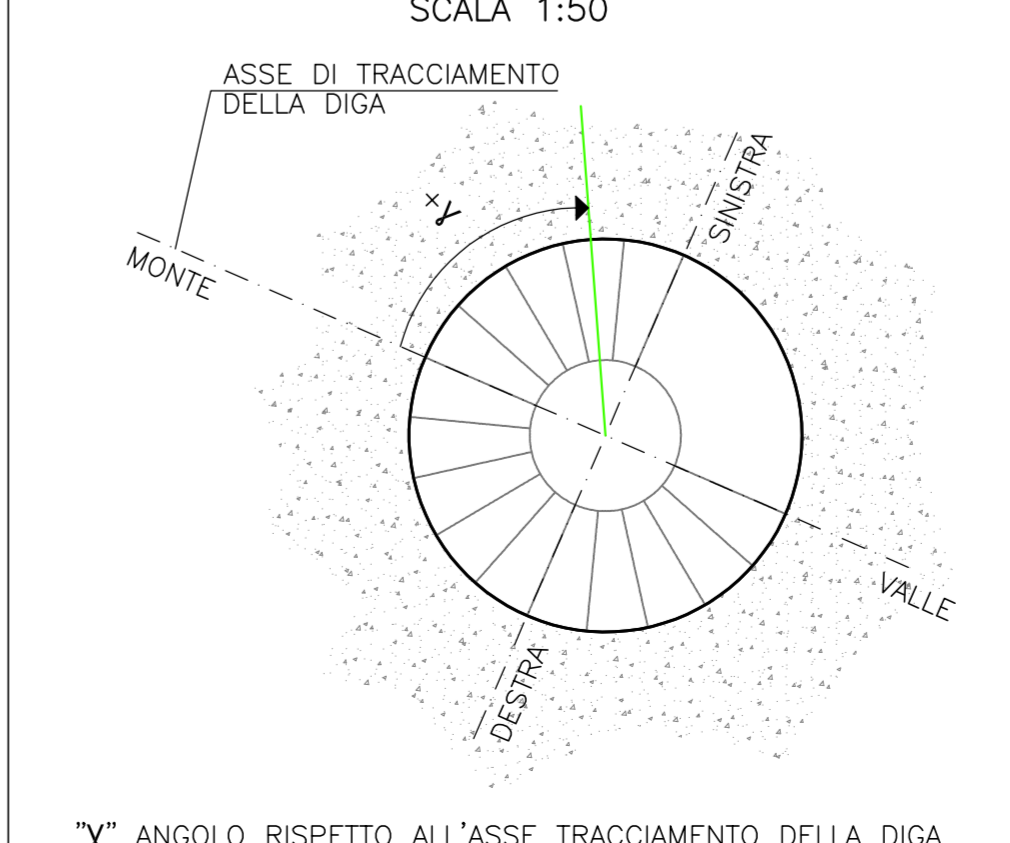 SCALA 1:50
ASSE DI TRACCIAMENTO
DELLA DIGA
+γ
SINISTRA
MONTE
VALLE
DESTRA
"γ" ANGOLO RISPETTO ALL'ASSE TRACCIAMENTO DELLA DIGA